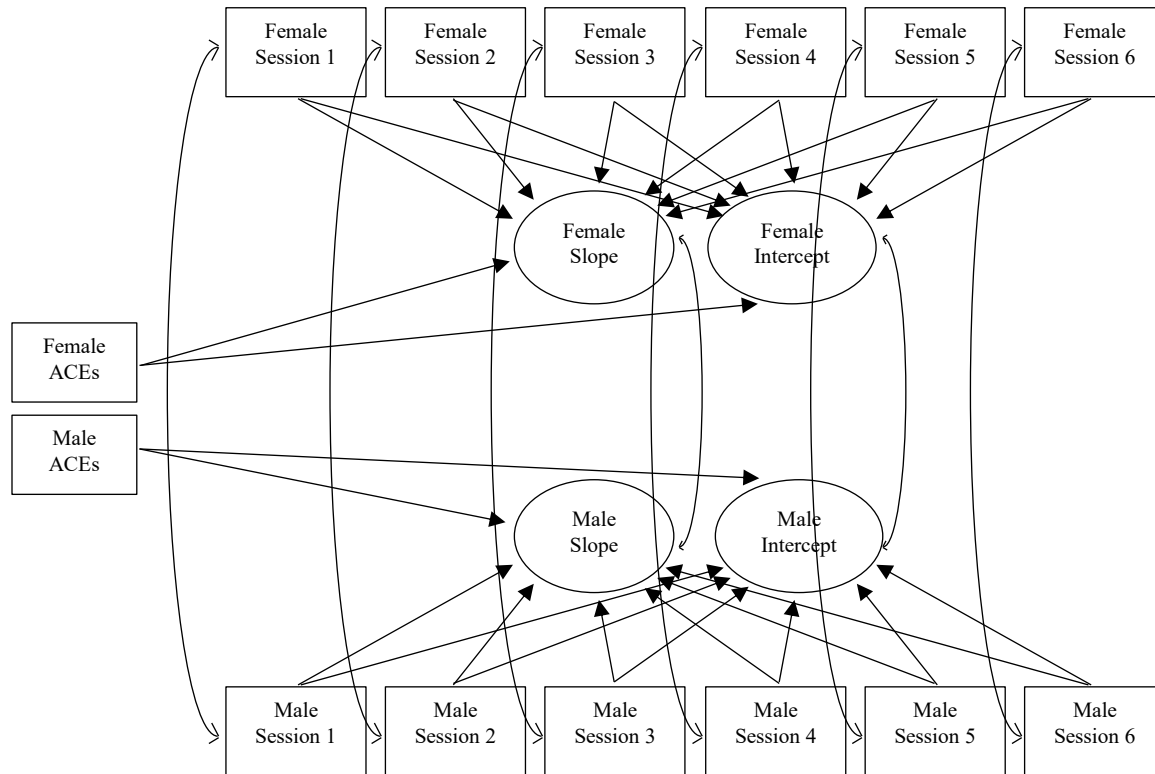 Female
Session 1
Female
Session 2
Female
Session 3
Female
Session 4
Female
Session 5
Female
Session 6
Female
Slope
Female
Intercept
Female
ACEs
Male
ACEs
Male
Slope
Male
Intercept
Male
Session 1
Male
Session 2
Male
Session 3
Male
Session 4
Male
Session 5
Male
Session 6